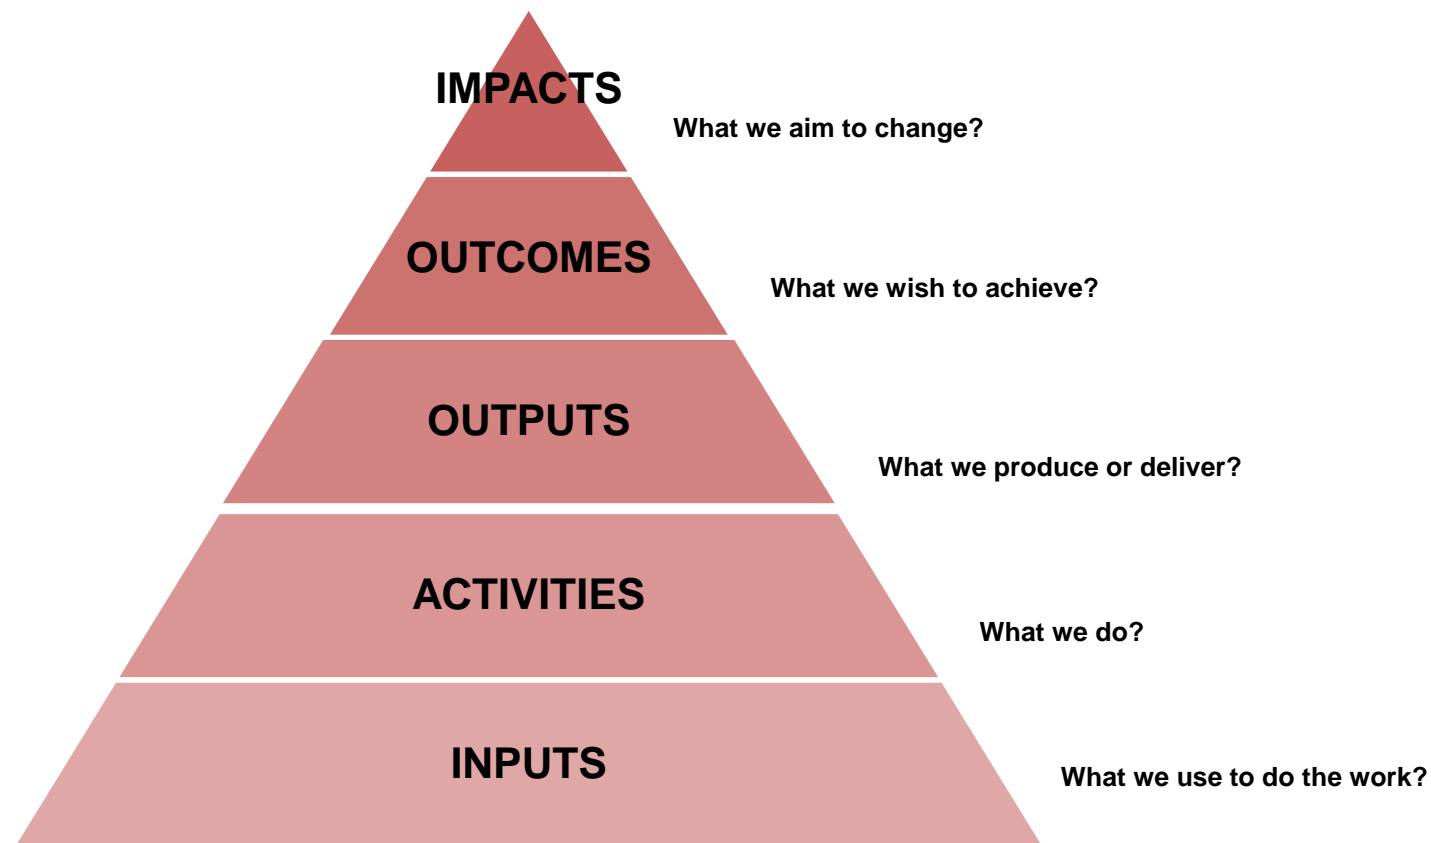 IMPACTS
What we aim to change?
OUTCOMES
What we wish to achieve?
OUTPUTS
What we produce or deliver?
ACTIVITIES
What we do?
INPUTS
What we use to do the work?